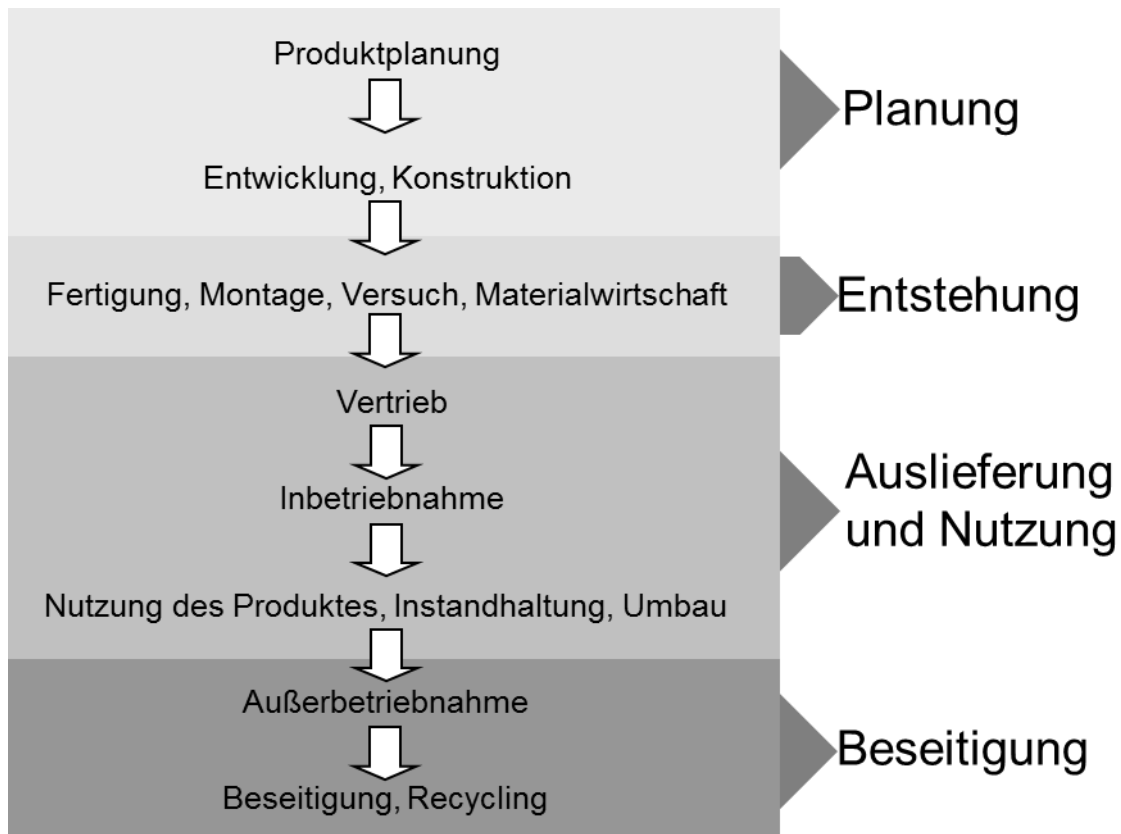 Produktplanung
Planung
Entwicklung, Konstruktion
Fertigung, Montage, Versuch, Materialwirtschaft
Entstehung
Vertrieb
Auslieferung
und Nutzung
Inbetriebnahme
Nutzung des Produktes, Instandhaltung, Umbau
Außerbetriebnahme
Beseitigung
Beseitigung, Recycling